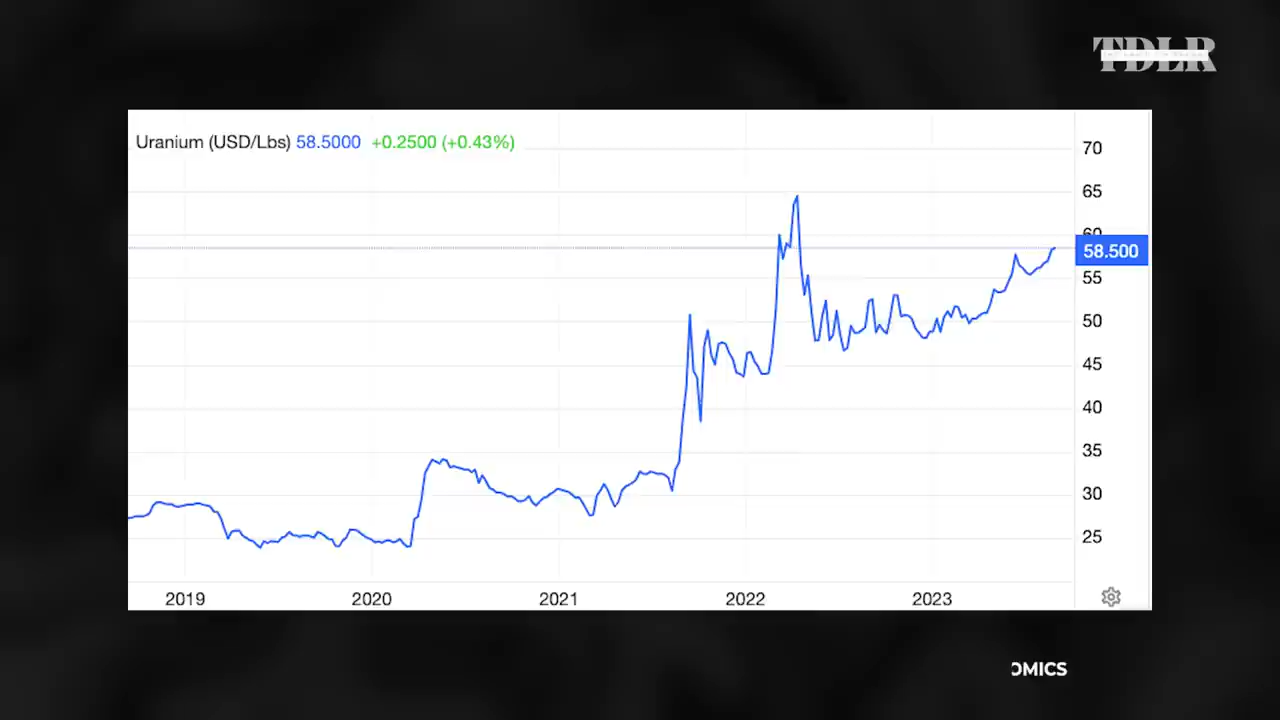 TDLR
Uranium (USD/Lbs) 58.5000 +0.2500 (+0.43%)
70
65
60
58.500
55
50
45
40
35
30
25
2019 2020 2021 2022 2023
OMICS